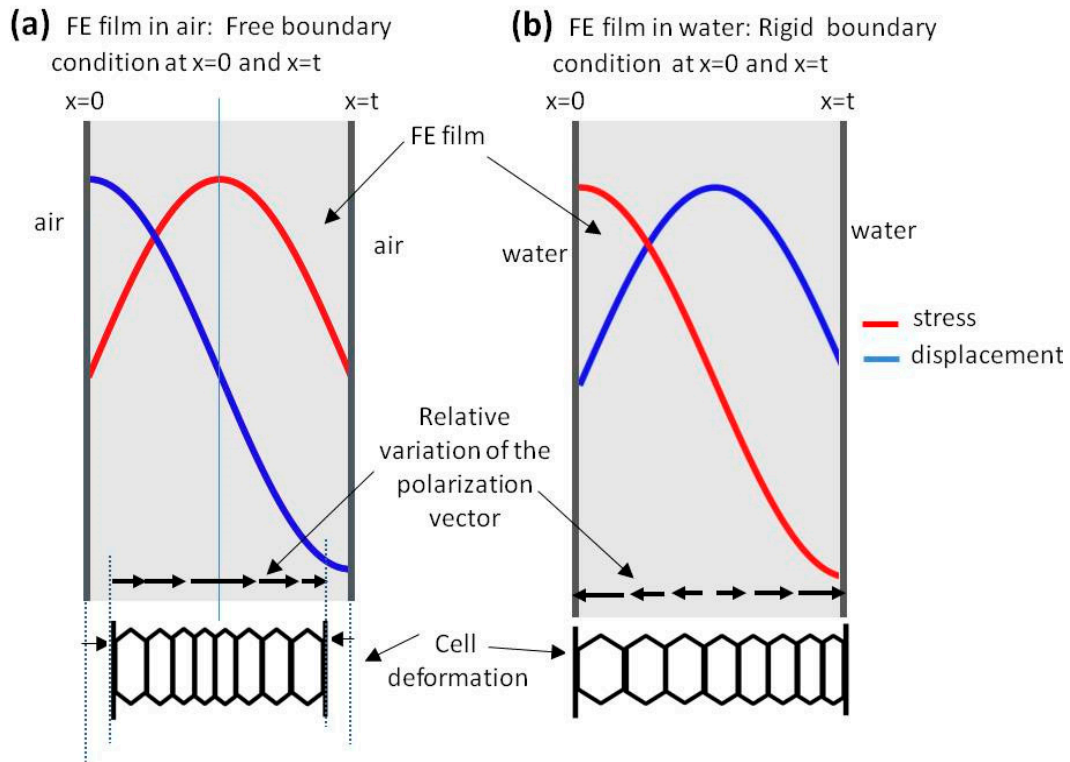 (a) FE film in air: Free boundary
condition at x=0 and x=t
x=0
x=t
air
air
(b) FE film in water: Rigid boundary
condition at x=0 and x=t
x=0
x=t
FE film
water
water
stress
displacement
Relative
variation of the
polarization
vector
Cell
deformation